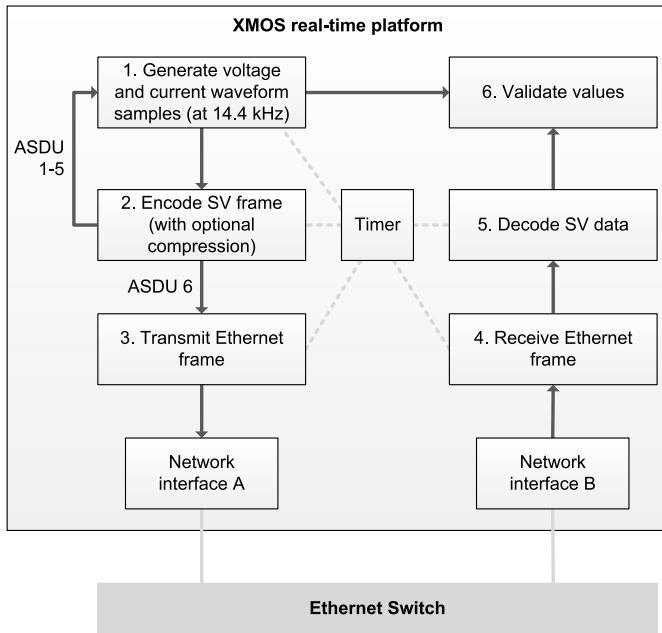 XMOS real-time platform
1. Generate voltage
and current waveform
samples (at 14.4 kHz)
6. Validate values
ASDU
1-5
2. Encode SV frame
(with optional
compression)
Timer
5. Decode SV data
ASDU 6
3. Transmit Ethernet
frame
4. Receive Ethernet
frame
Network
interface A
Network
interface B
Ethernet Switch